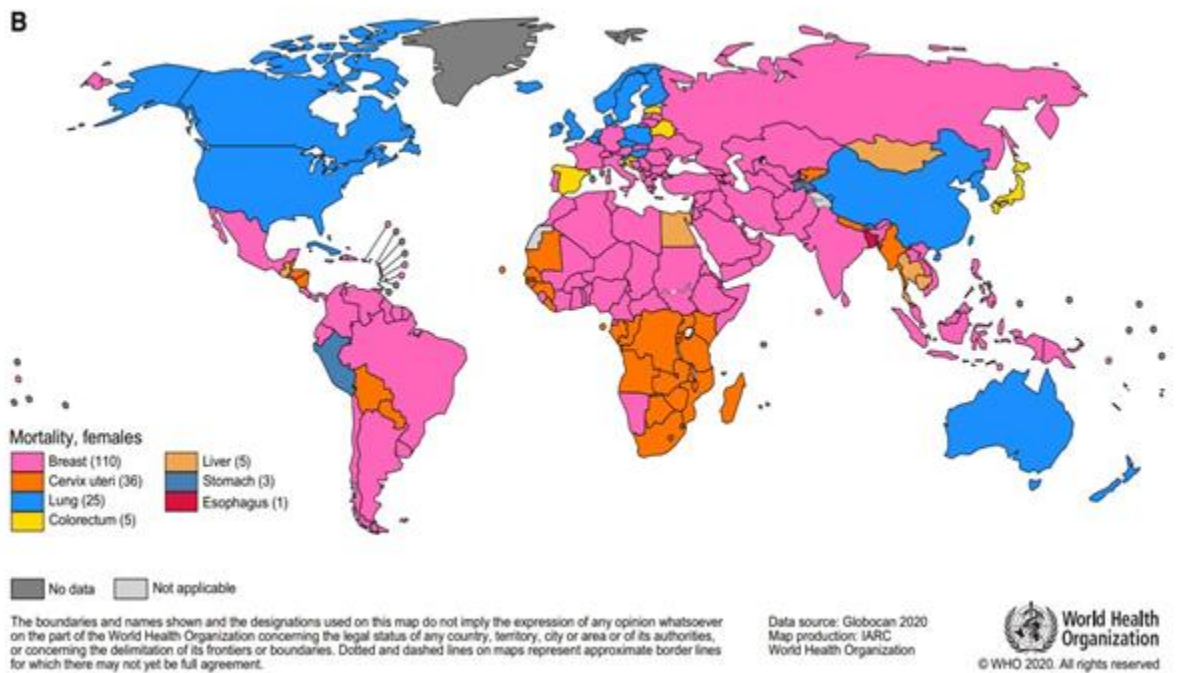 B
Mortality, females
Breast (110)
Cervix uteri (36)
Lung (25)
Colorectum (5)
Liver (5)
Stomach (3)
Esophagus (1)
No data
Not applicable
The boundaries and names shown and the designations used on this map do not imply the expression of any opinion whatsoever
on the part of the World Health Organization concerning the legal status of any country, territory, city or area or of its authorities,
or concerning the delimitation of its frontiers or boundaries. Dotted and dashed lines on maps represent approximate border lines
for which there may not yet be full agreement.
Data source: Globocan 2020
Map production: IARC
World Health Organization
World Health
Organization
© WHO 2020. All rights reserved